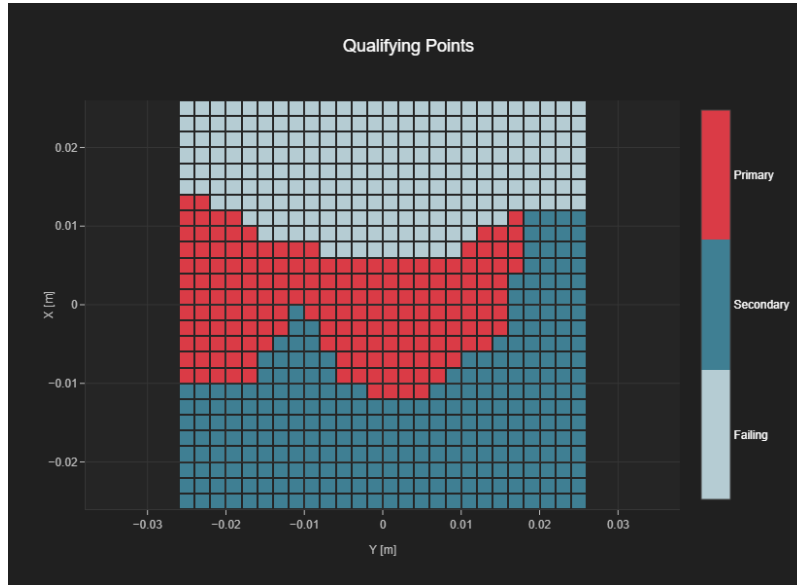 Qualifying Points
0.02
0.01
0
−0.01
−0.02
X [m]
−0.03
−0.02
−0.01
0
0.01
0.02
0.03
Y [m]
Primary
Secondary
Failing